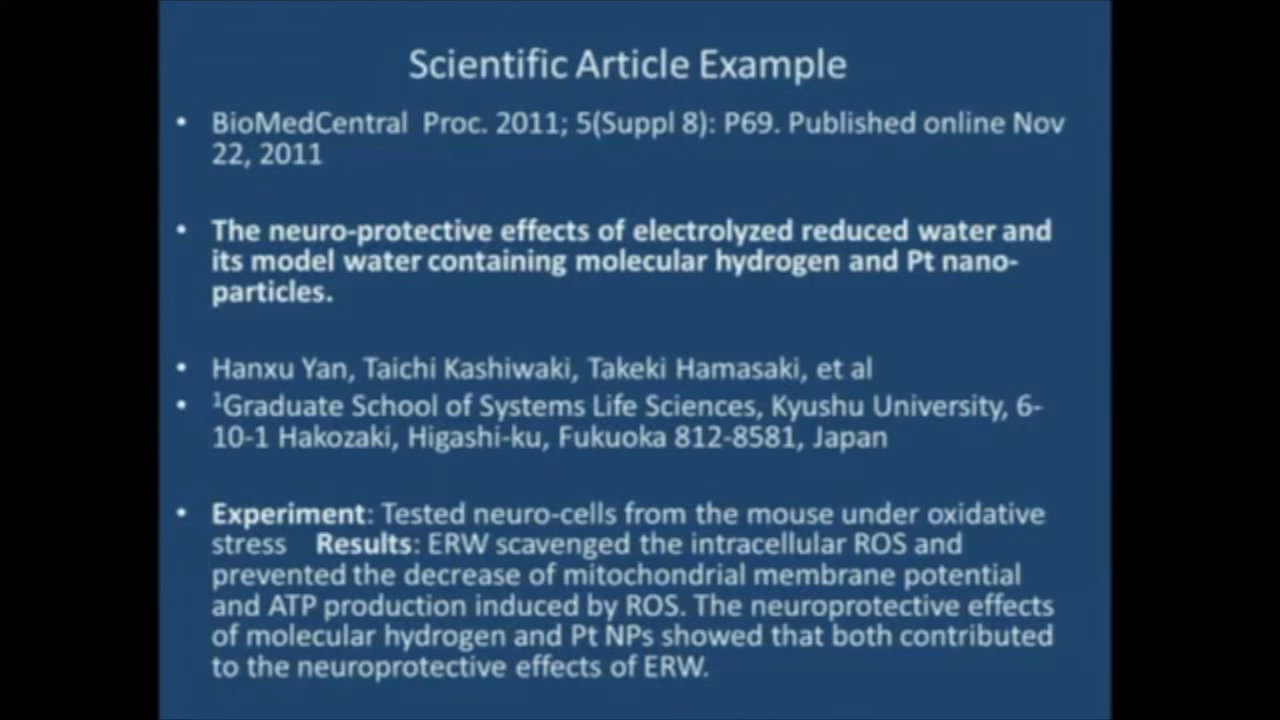 Scientific Article Example
• BioMedCentral Proc. 2011; 5(Suppl 8): P69. Published online Nov
22, 2011
• The neuro-protective effects of electrolyzed reduced water and
its model water containing molecular hydrogen and Pt nano-
particles.
• Hanxu Yan, Taichi Kashiwaki, Takeki Hamasaki, et al
• ¹Graduate School of Systems Life Sciences, Kyushu University, 6-
10-1 Hakozaki, Higashi-ku, Fukuoka 812-8581, Japan
• Experiment: Tested neuro-cells from the mouse under oxidative
stress Results: ERW scavenged the intracellular ROS and
prevented the decrease of mitochondrial membrane potential
and ATP production induced by ROS. The neuroprotective effects
of molecular hydrogen and Pt NPs showed that both contributed
to the neuroprotective effects of ERW.